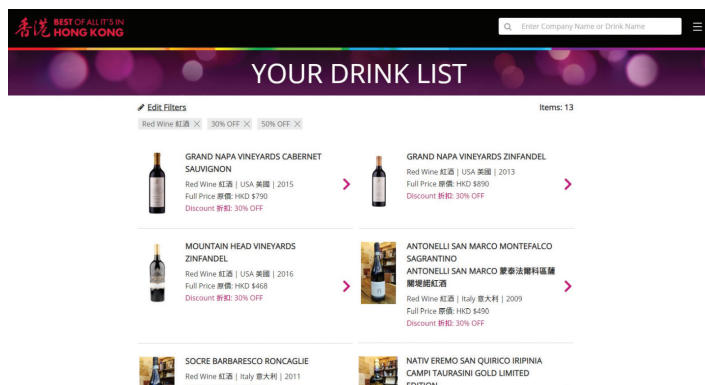 香港 BEST OF ALL IT'S IN
HONG KONG
Enter Company Name or Drink Name
YOUR DRINK LIST
Edit Filters
Items: 13
Red Wine 紅酒 ×
30% OFF ×
50% OFF ×
GRAND NAPA VINEYARDS CABERNET
SAUVIGNON
Red Wine 紅酒 | USA 美國 | 2015
Full Price 原價: HKD $790
Discount 折扣: 30% OFF
GRAND NAPA VINEYARDS ZINFANDEL
Red Wine 紅酒 | USA 美國 | 2013
Full Price 原價: HKD $890
Discount 折扣: 30% OFF
MOUNTAIN HEAD VINEYARDS
ZINFANDEL
Red Wine 紅酒 | USA 美國 | 2016
Full Price 原價: HKD $468
Discount 折扣: 30% OFF
ANTONELLI SAN MARCO MONTEFALCO
SAGRANTINO
ANTONELLI SAN MARCO 蒙泰法爾科區薩
關堤諾紅酒
Red Wine 紅酒 | Italy 意大利 | 2009
Full Price 原價: HKD $490
Discount 折扣: 30% OFF
SOCRE BARBARESCO RONCAGLIE
Red Wine 紅酒 | Italy 意大利 | 2011
NATIV EREMO SAN QUIRICO IRIPINIA
CAMPI TAURASINI GOLD LIMITED
EDITION